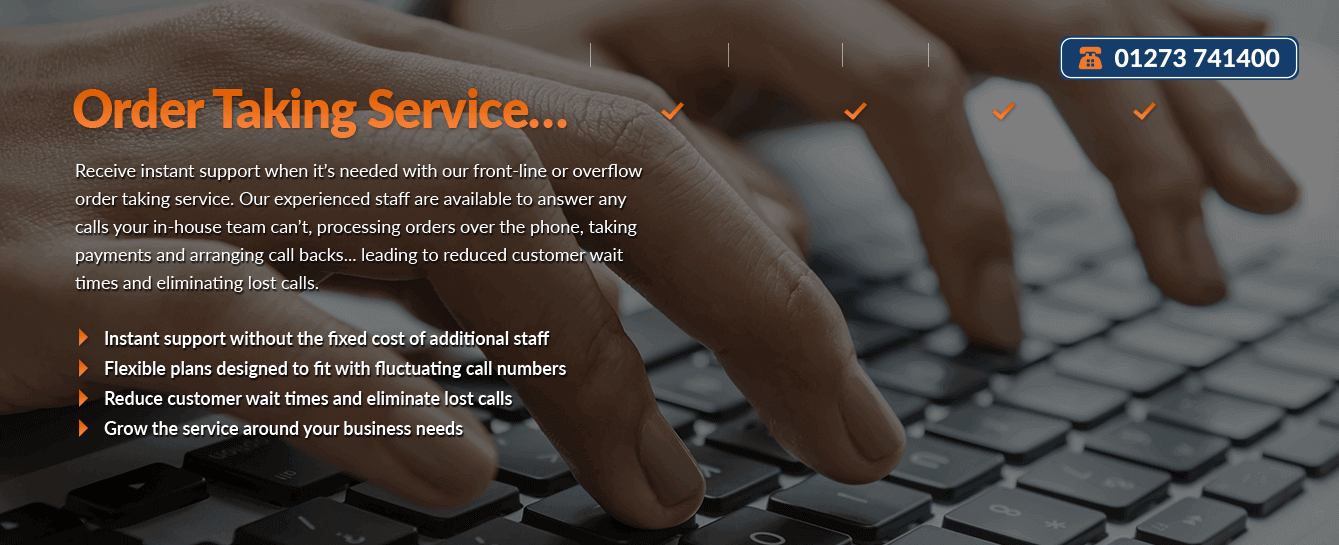 01273 741400
Order Taking Service...
Receive instant support when it's needed with our front-line or overflow
order taking service. Our experienced staff are available to answer any
calls your in-house team can't, processing orders over the phone, taking
payments and arranging call backs... leading to reduced customer wait
times and eliminating lost calls.
Instant support without the fixed cost of additional staff
Flexible plans designed to fit with fluctuating call numbers
Reduce customer wait times and eliminate lost calls
Grow the service around your business needs